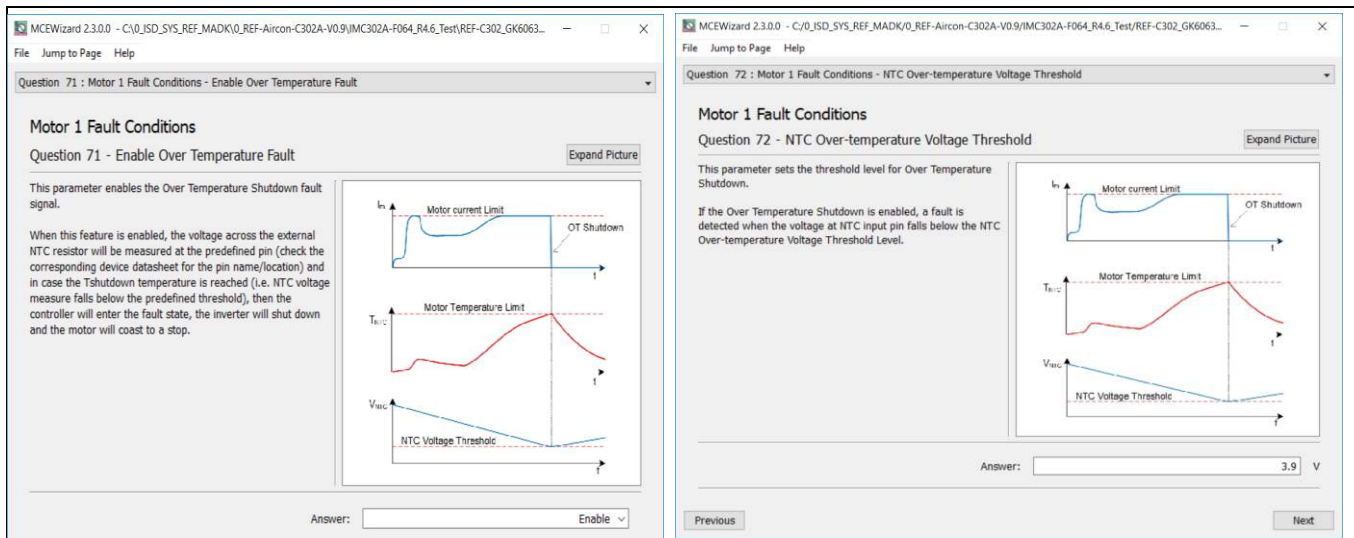 MCEWizard 2.3.0.0 - C:\0_ISD_SYS_REF_MADK\0_REF-Aircon-C302A-V0.9\IMC302A-F064_R4.6_Test\REF-C302_GK6063...
File Jump to Page Help
Question 71 : Motor 1 Fault Conditions - Enable Over Temperature Fault
Motor 1 Fault Conditions
Question 71 - Enable Over Temperature Fault
Expand Picture
This parameter enables the Over Temperature Shutdown fault
signal.
When this feature is enabled, the voltage across the external
NTC resistor will be measured at the predefined pin (check the
corresponding device datasheet for the pin name/location) and
in case the Tshutdown temperature is reached (i.e. NTC voltage
measure falls below the predefined threshold), then the
controller will enter the fault state, the inverter will shut down
and the motor will coast to a stop.
Motor current Limit
OT Shutdown
t
Motor Temperature Limit
TNTC
t
VNTC
NTC Voltage Threshold
t
Answer: Enable
MCEWizard 2.3.0.0 - C:/0_ISD_SYS_REF_MADK/0_REF-Aircon-C302A-V0.9/IMC302A-F064_R4.6_Test/REF-C302_GK6063...
File Jump to Page Help
Question 72 : Motor 1 Fault Conditions - NTC Over-temperature Voltage Threshold
Motor 1 Fault Conditions
Question 72 - NTC Over-temperature Voltage Threshold
Expand Picture
This parameter sets the threshold level for Over Temperature
Shutdown.
If the Over Temperature Shutdown is enabled, a fault is
detected when the voltage at NTC input pin falls below the NTC
Over-temperature Voltage Threshold Level.
Motor current Limit
OT Shutdown
t
Motor Temperature Limit
TNTC
t
VNTC
NTC Voltage Threshold
t
Answer: 3.9 V
Previous
Next